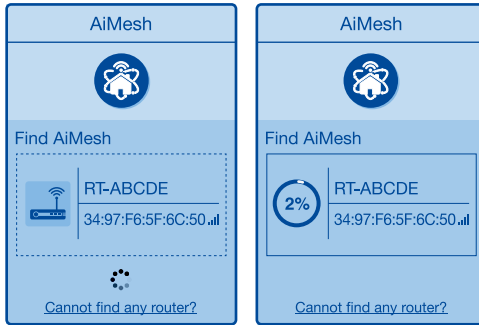 AiMesh
Find AiMesh
RT-ABCDE
34:97:F6:5F:6C:50
Cannot find any router?
AiMesh
Find AiMesh
2%
RT-ABCDE
34:97:F6:5F:6C:50
Cannot find any router?